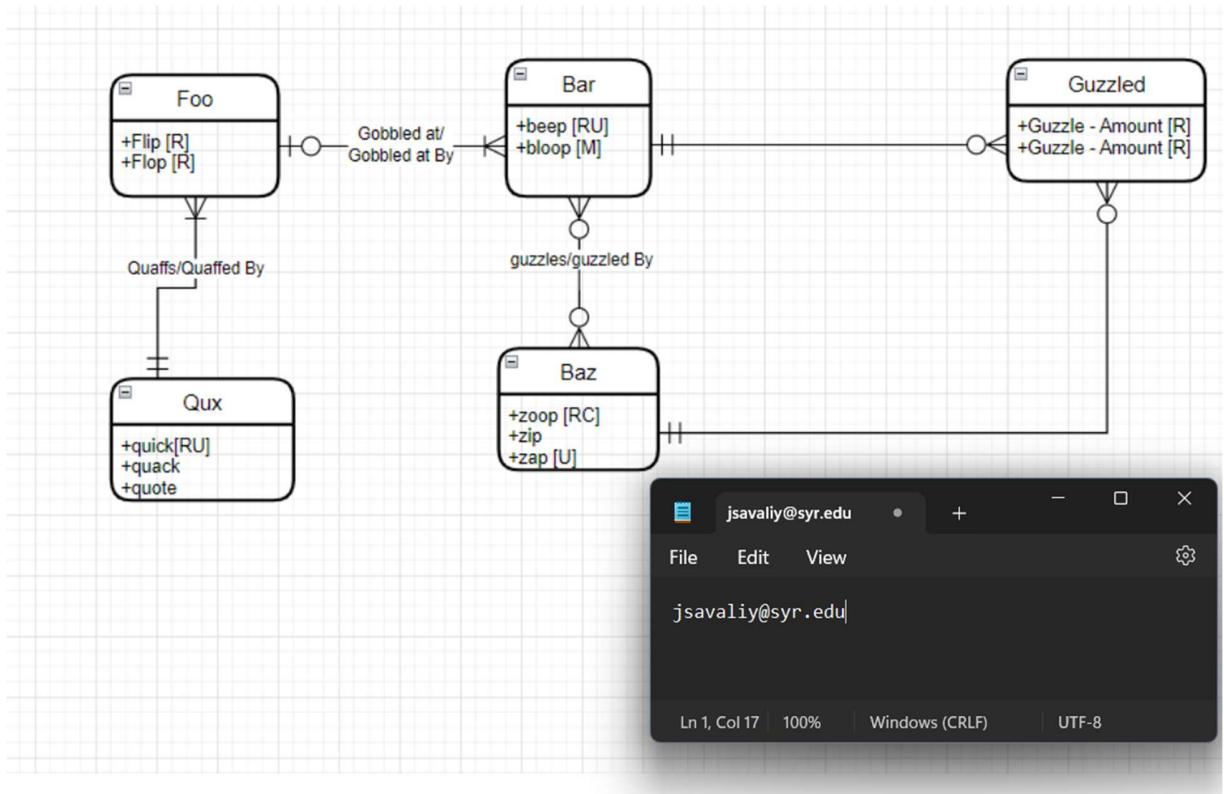 Foo
+Flip [R]
+Flop [R]
Gobbled at/
Gobbled at By
Bar
+beep [RU]
+bloop [M]
Guzzled
+Guzzle - Amount [R]
+Guzzle - Amount [R]
Quaffs/Quaffed By
guzzles/guzzled By
Qux
+quick[RU]
+quack
+quote
Baz
+zoop [RC]
+zip
+zap [U]
jsavaliy@syr.edu
File Edit View
jsavaliy@syr.edu
Ln 1, Col 17 100% Windows (CRLF) UTF-8